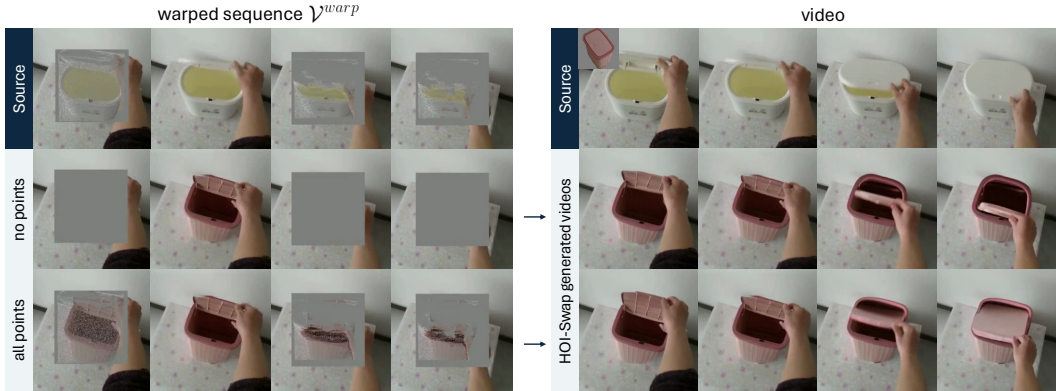 warped sequence 𝒱^{warp}
video
Source
Source
no points
all points
HOI-Swap generated videos